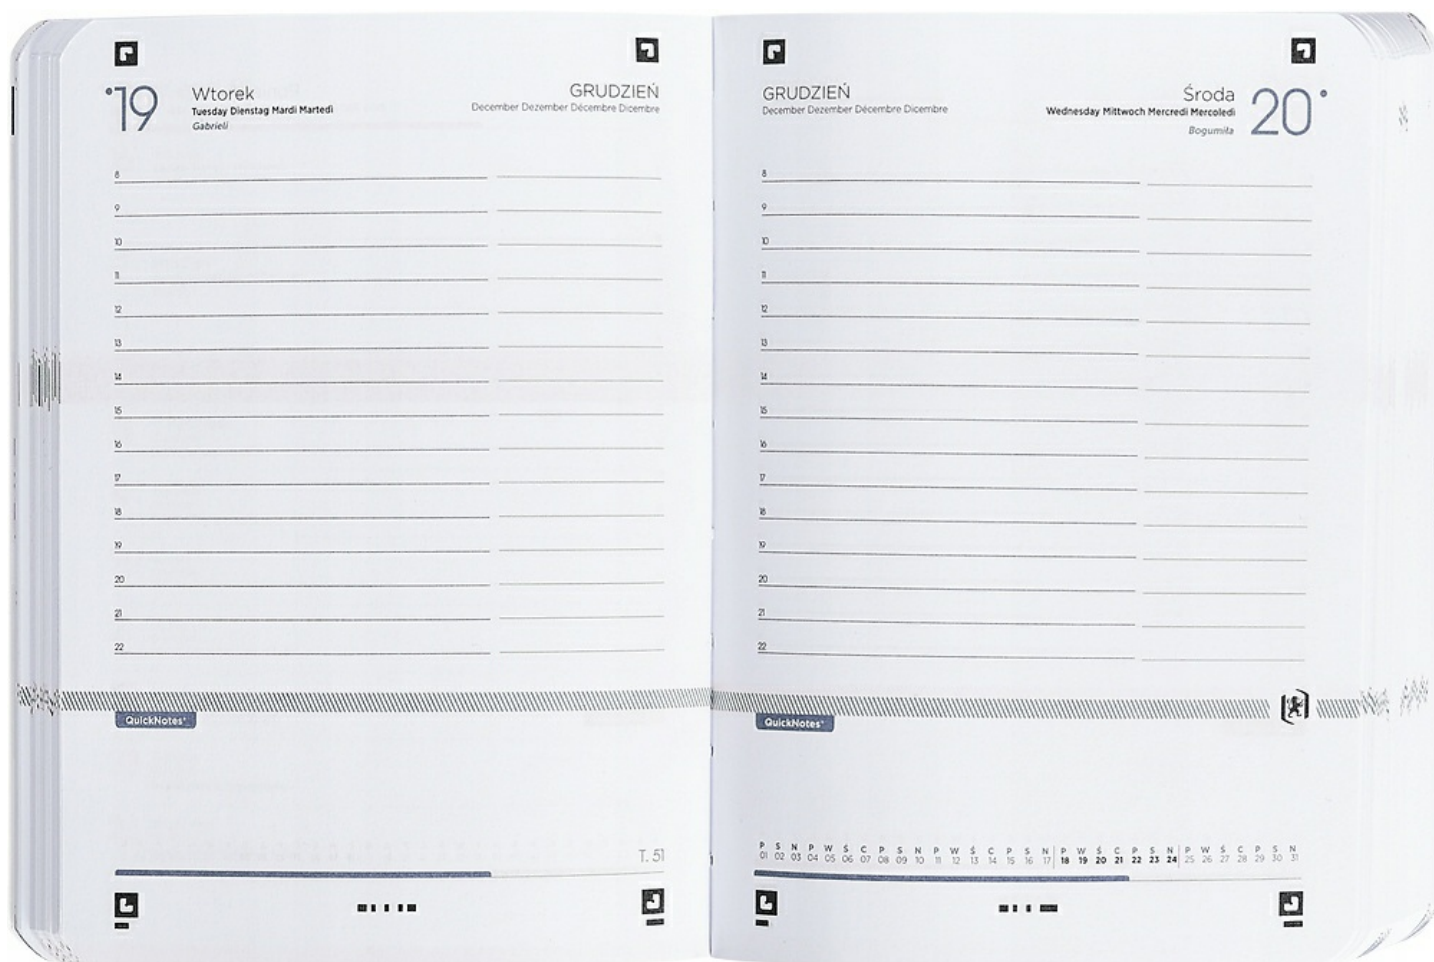 19
Wtorek
Tuesday Dienstag Mardi Martedì
Gabrieli
GRUDZIEŃ
December Dezember Décembre Dicembre
8
9
10
11
12
13
14
15
16
17
18
19
20
21
22
QuickNotes®
T. 51
GRUDZIEŃ
December Dezember Décembre Dicembre
Środa
Wednesday Mittwoch Mercredi Mercoledì
Bogumiła
20
8
9
10
11
12
13
14
15
16
17
18
19
20
21
22
QuickNotes®
P S N P W Ś C P S N P W Ś C P S N P W Ś C P S N P W Ś C P S N
01 02 03 04 05 06 07 08 09 10 11 12 13 14 15 16 17 18 19 20 21 22 23 24 25 26 27 28 29 30 31